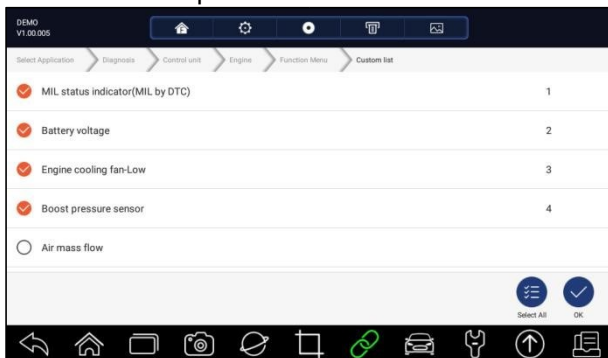 DEMO
V1.00.005
Select Application Diagnosis Control unit Engine Function Menu Custom list
MIL status indicator(MIL by DTC) 1
Battery voltage 2
Engine cooling fan-Low 3
Boost pressure sensor 4
Air mass flow
Select All OK